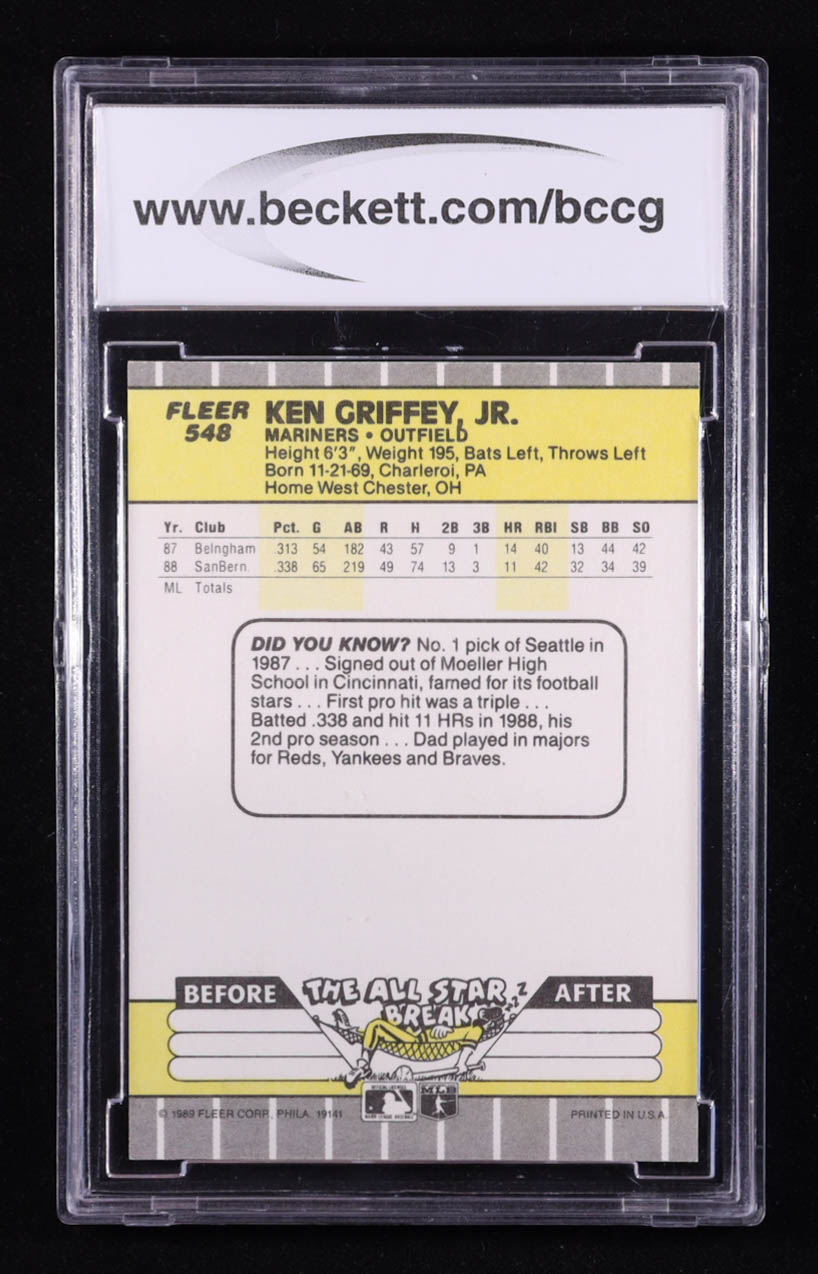 www.beckett.com/bccg
FLEER
548
KEN GRIFFEY, JR.
MARINERS • OUTFIELD
Height 6'3", Weight 195, Bats Left, Throws Left
Born 11-21-69, Charleroi, PA
Home West Chester, OH
Yr. Club Pct. G AB R H 2B 3B HR RBI SB BB SO
87 Belngham .313 54 182 43 57 9 1 14 40 13 44 42
88 SanBern. .338 65 219 49 74 13 3 11 42 32 34 39
ML Totals
DID YOU KNOW? No. 1 pick of Seattle in
1987 . . . Signed out of Moeller High
School in Cincinnati, famed for its football
stars . . . First pro hit was a triple . . .
Batted .338 and hit 11 HRs in 1988, his
2nd pro season . . . Dad played in majors
for Reds, Yankees and Braves.
BEFORE THE ALL STAR BREAK AFTER
ZZZ
MLB
© 1989 FLEER CORP., PHILA. 19141
PRINTED IN U.S.A.